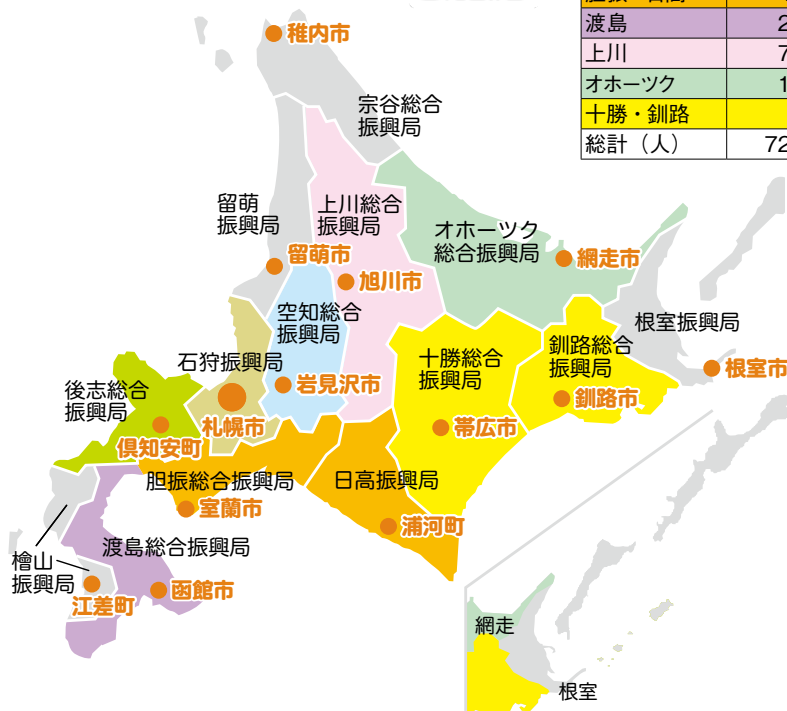 渡島 2
上川 7
オホーツク 1
十勝・釧路
総計（人） 72
稚内市
宗谷総合
振興局
留萌
振興局
上川総合
振興局
オホーツク
総合振興局
留萌市
旭川市
網走市
空知総合
振興局
根室振興局
石狩振興局
十勝総合
振興局
釧路総合
振興局
根室市
後志総合
振興局
岩見沢市
釧路市
倶知安町
札幌市
帯広市
胆振総合振興局
日高振興局
室蘭市
浦河町
渡島総合振興局
檜山
振興局
江差町
函館市
網走
根室